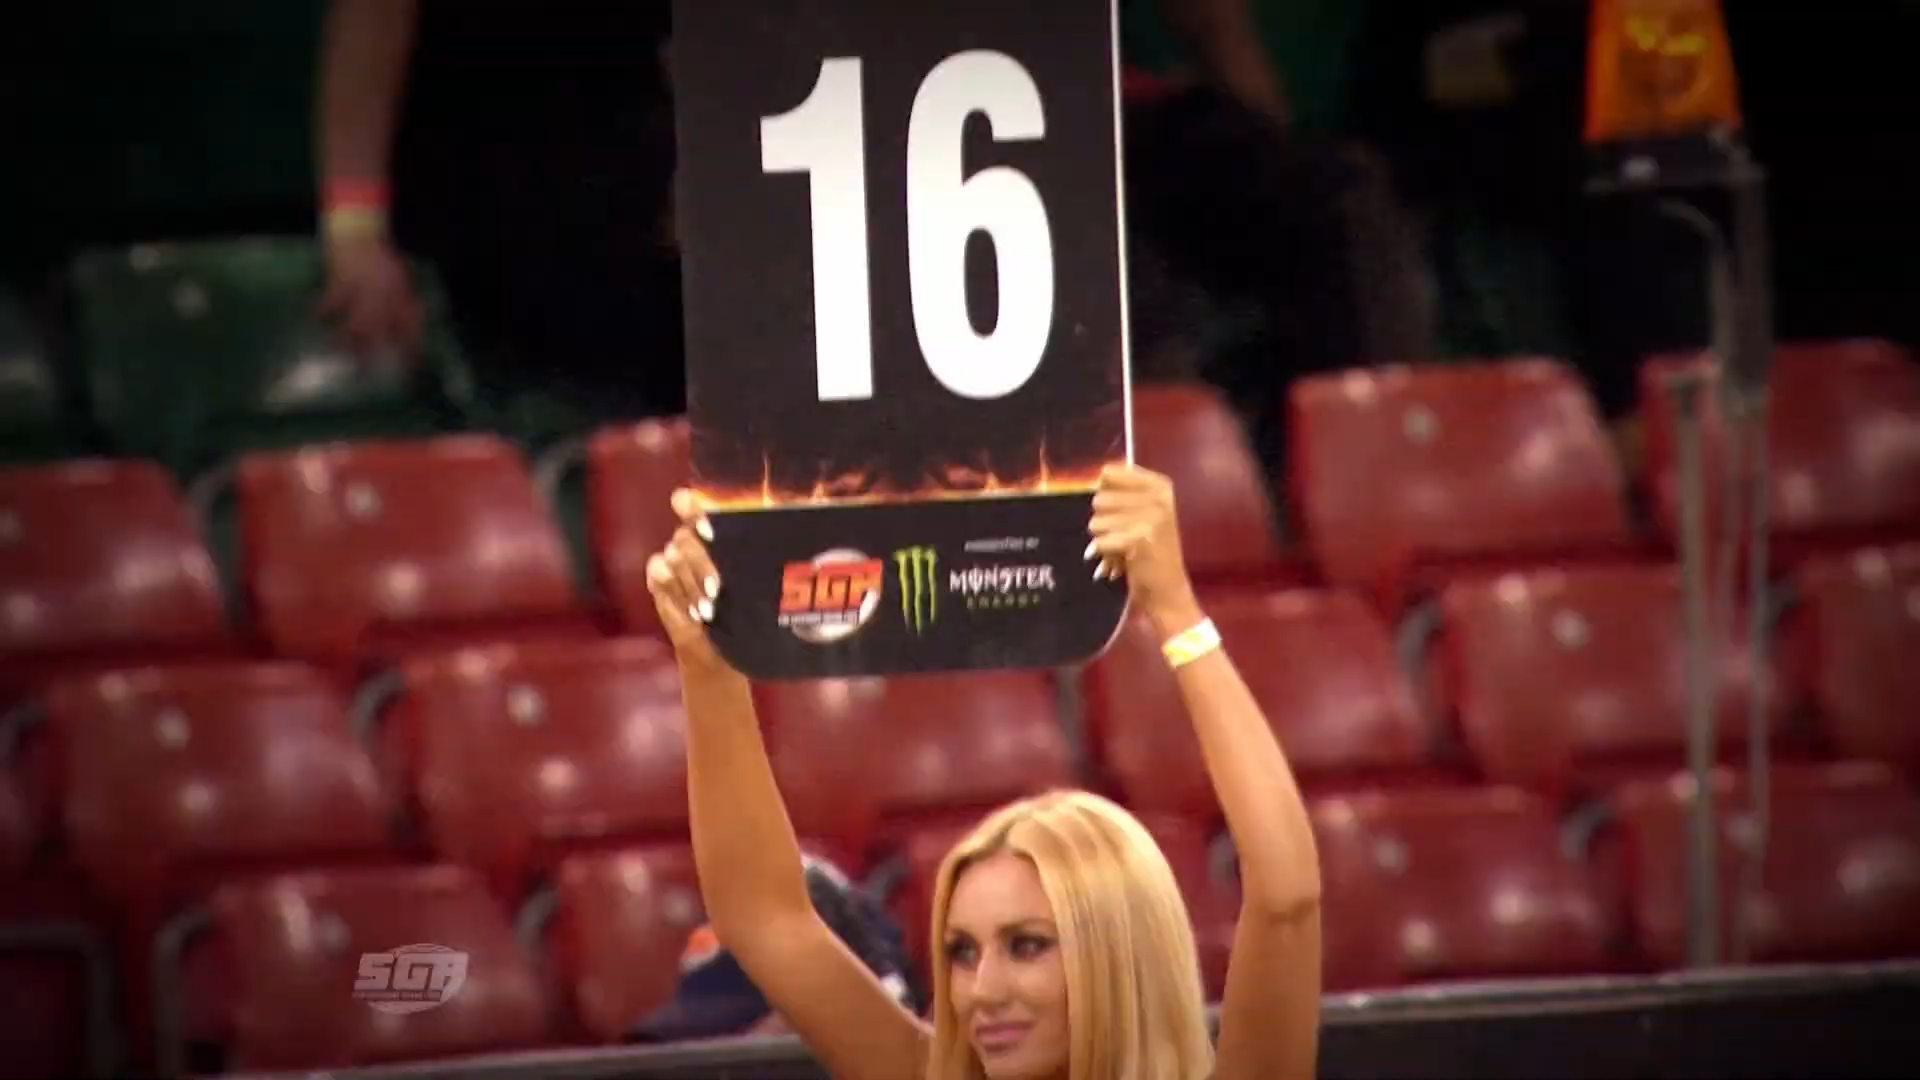 16
SGP
PRESENTED BY
MONSTER
ENERGY
SGP